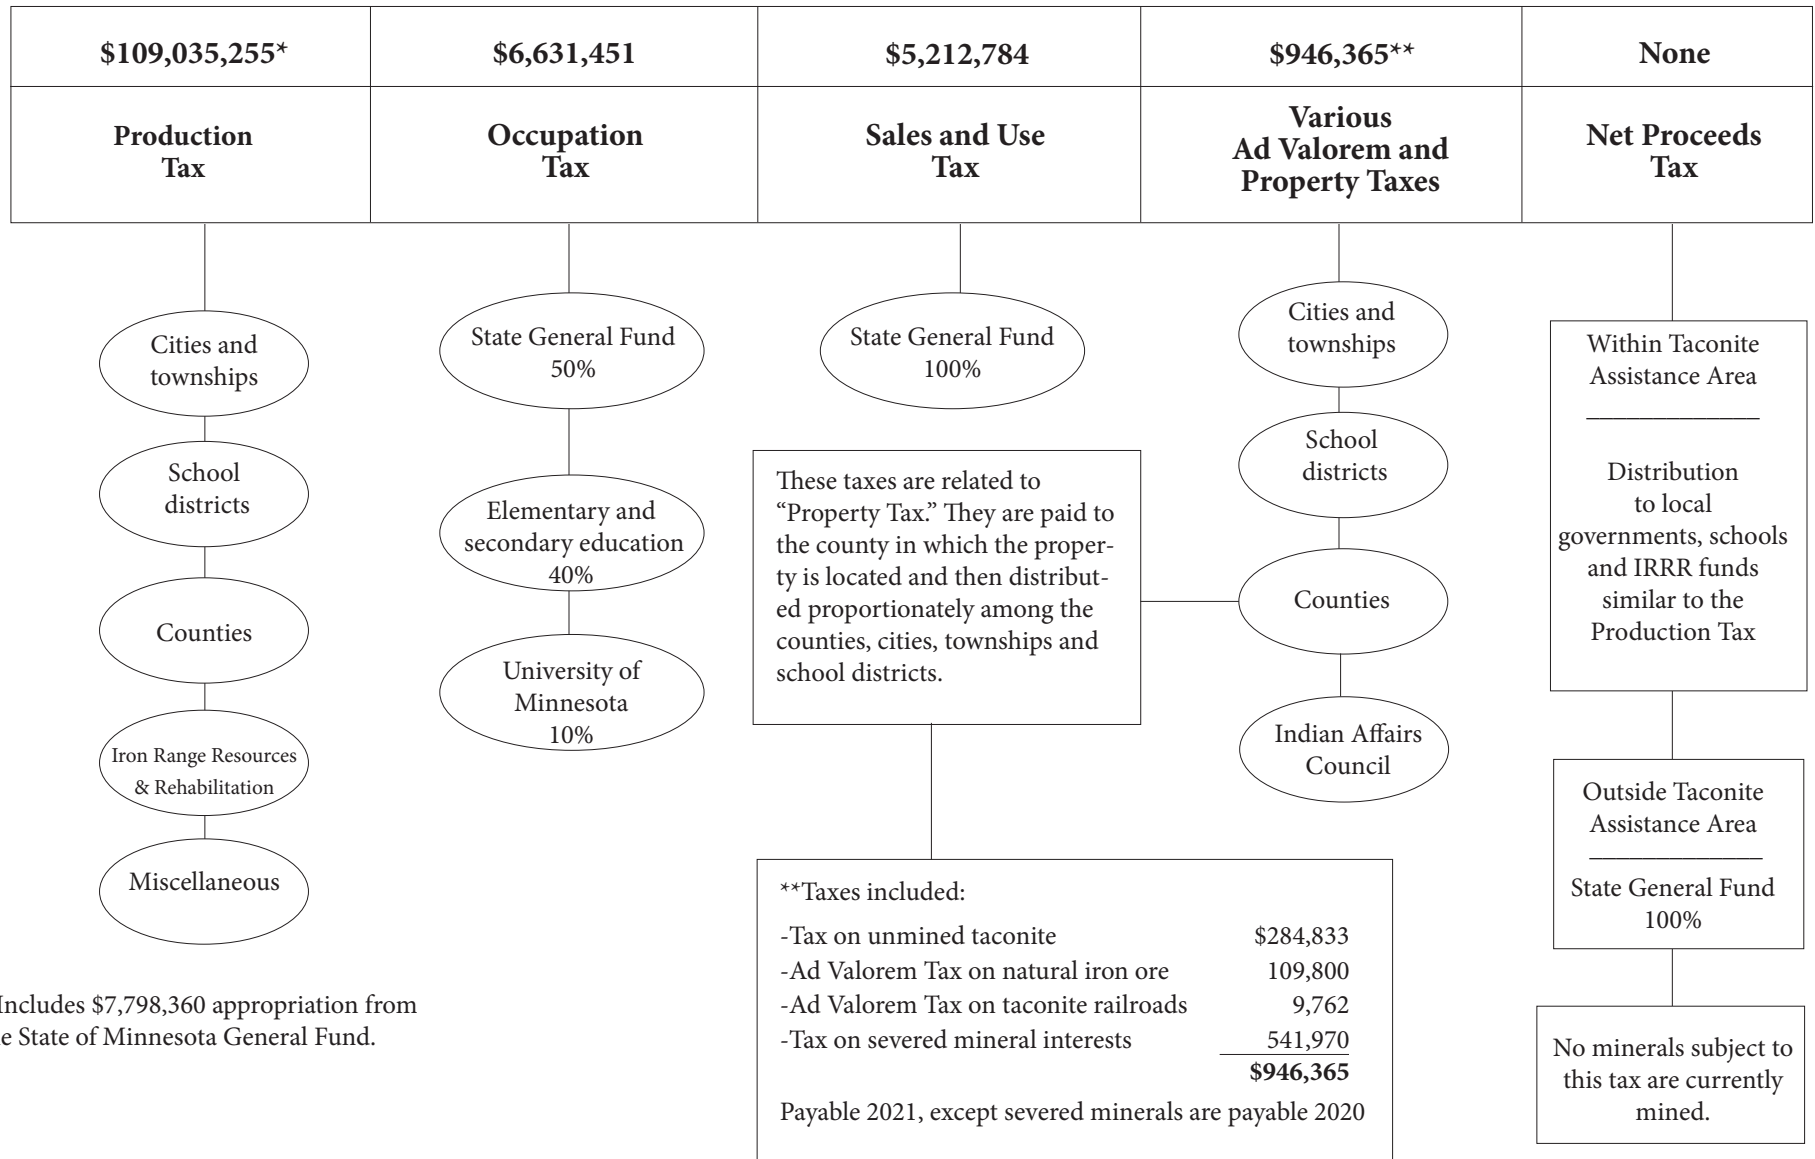 $109,035,255*
$6,631,451
$5,212,784
$946,365**
None
Production
Tax
Occupation
Tax
Sales and Use
Tax
Various
Ad Valorem and
Property Taxes
Net Proceeds
Tax
Cities and
townships
School
districts
Counties
Iron Range Resources
& Rehabilitation
Miscellaneous
Includes $7,798,360 appropriation from
e State of Minnesota General Fund.
State General Fund
50%
Elementary and
secondary education
40%
University of
Minnesota
10%
State General Fund
100%
These taxes are related to
“Property Tax.” They are paid to
the county in which the proper-
ty is located and then distribut-
ed proportionately among the
counties, cities, townships and
school districts.
**Taxes included:
-Tax on unmined taconite $284,833
-Ad Valorem Tax on natural iron ore 109,800
-Ad Valorem Tax on taconite railroads 9,762
-Tax on severed mineral interests 541,970
$946,365
Payable 2021, except severed minerals are payable 2020
Cities and
townships
School
districts
Counties
Indian Affairs
Council
Within Taconite
Assistance Area
Distribution
to local
governments, schools
and IRRR funds
similar to the
Production Tax
Outside Taconite
Assistance Area
State General Fund
100%
No minerals subject to
this tax are currently
mined.